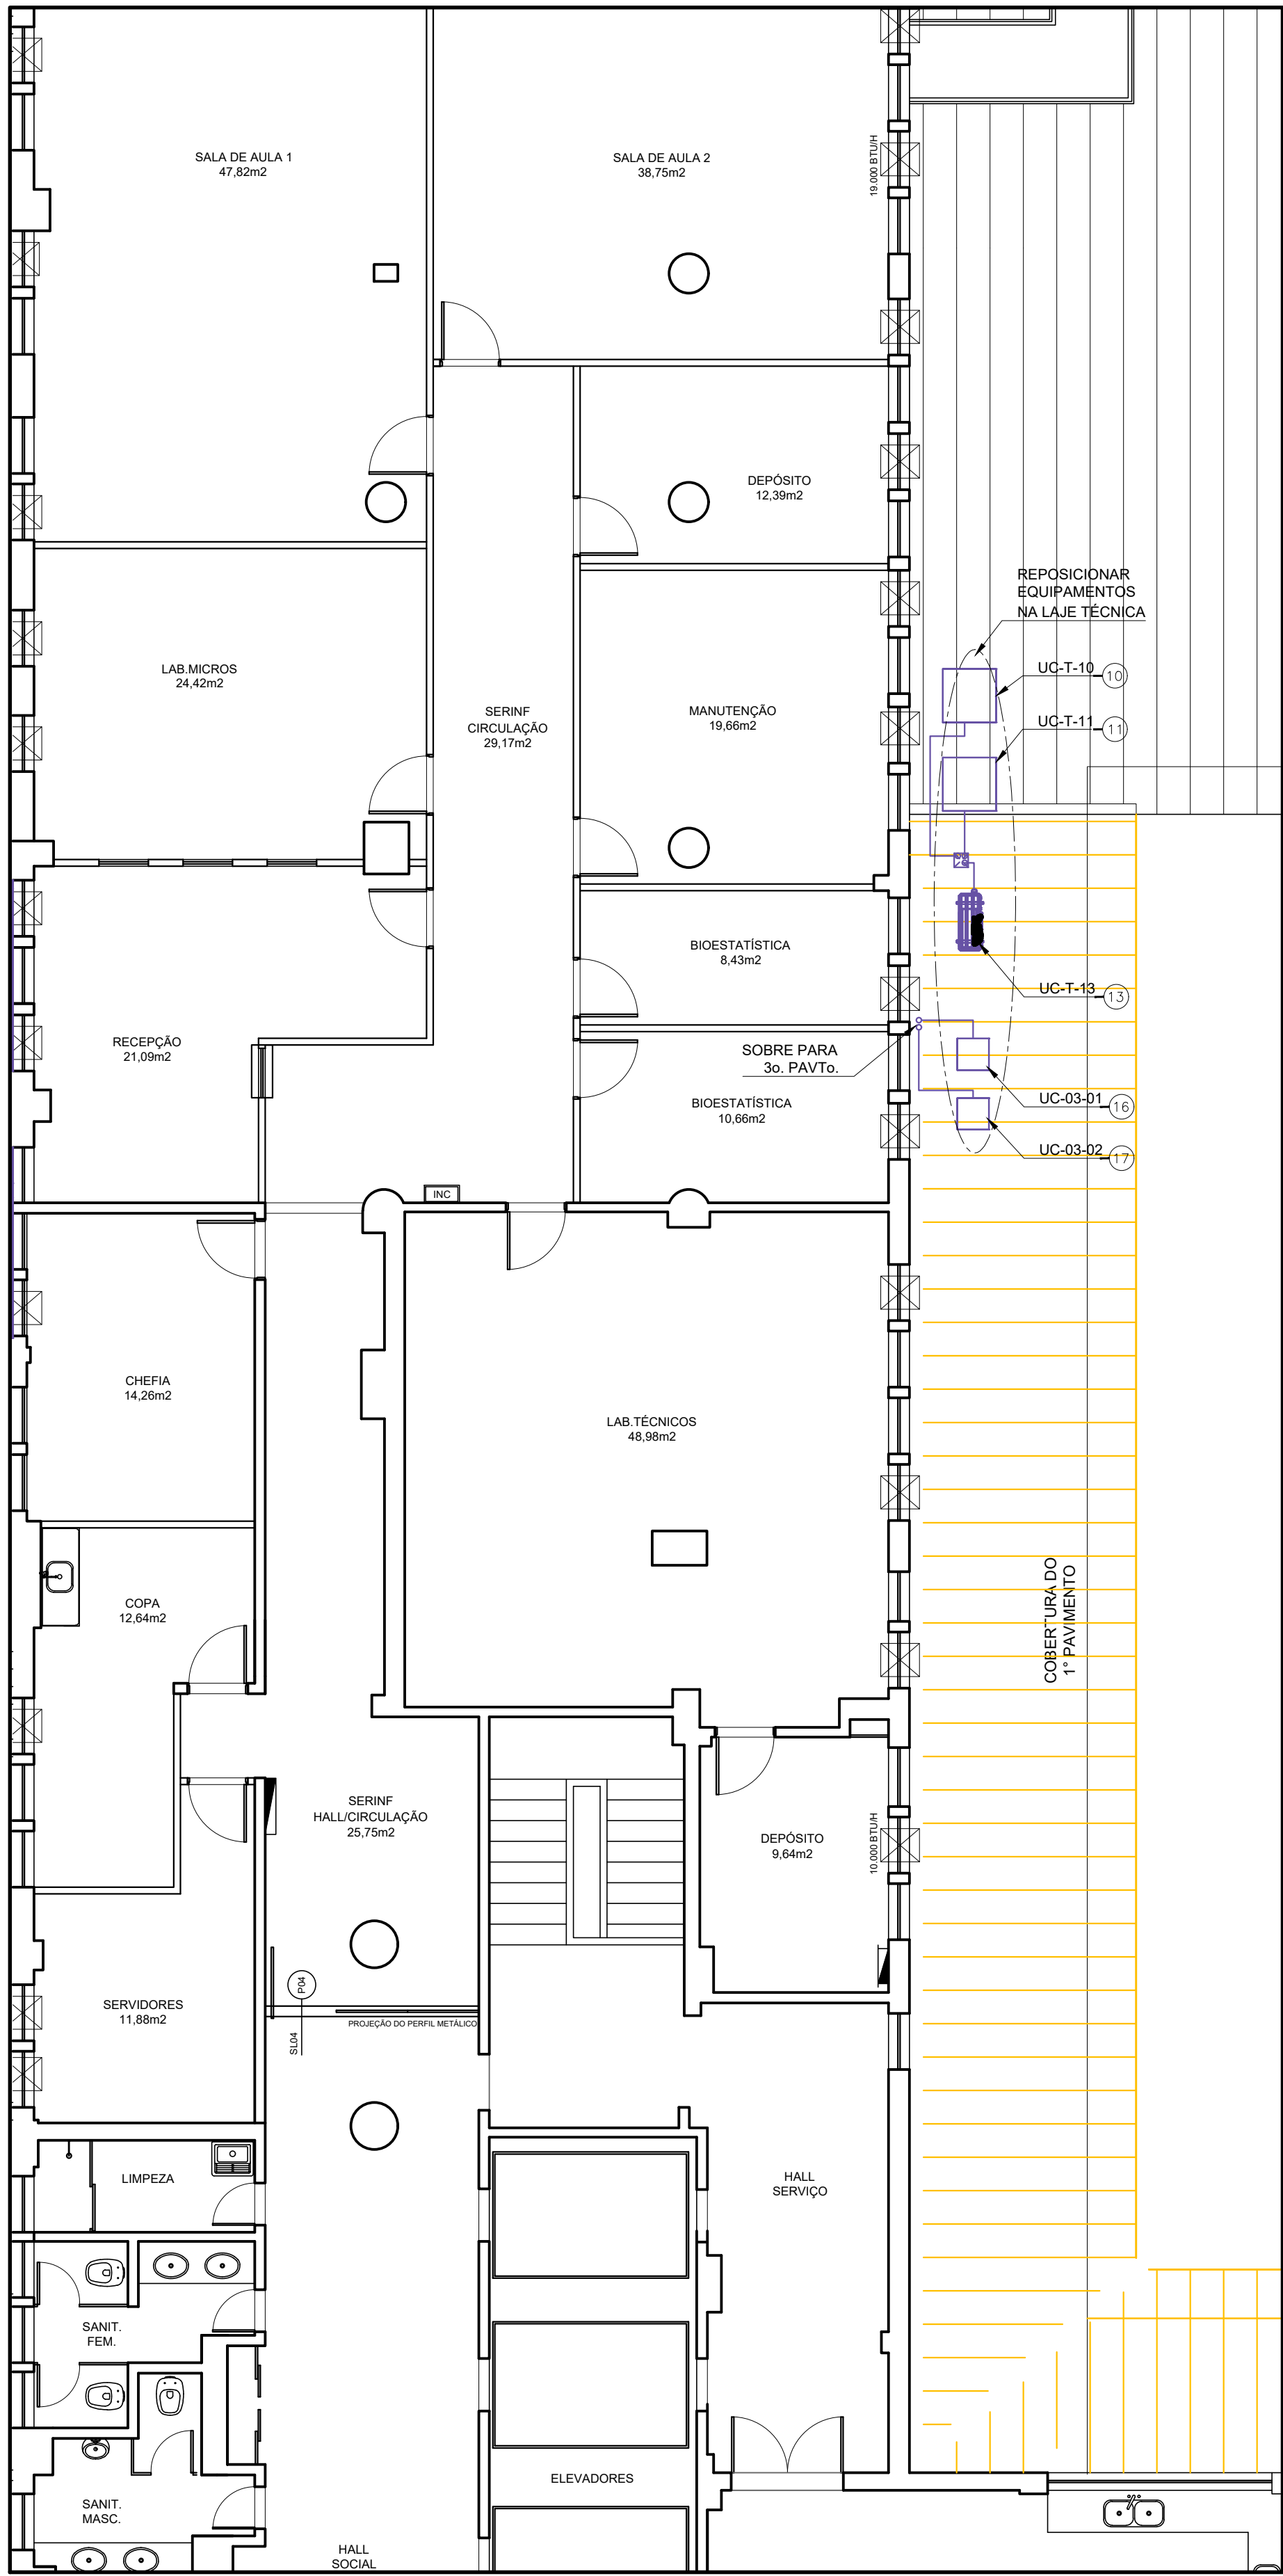 SALA DE AULA 1
47,82m2
SALA DE AULA 2
38,75m2
19.000 BTU/H
DEPÓSITO
12,39m2
REPOSICIONAR
EQUIPAMENTOS
NA LAJE TÉCNICA
LAB.MICROS
24,42m2
SERINF
CIRCULAÇÃO
29,17m2
MANUTENÇÃO
19,66m2
UC-T-10
10
UC-T-11
11
BIOESTATÍSTICA
8,43m2
UC-T-13
13
RECEPÇÃO
21,09m2
SOBRE PARA
3o. PAVTo.
BIOESTATÍSTICA
10,66m2
UC-03-01
16
UC-03-02
17
INC
CHEFIA
14,26m2
LAB.TÉCNICOS
48,98m2
COPA
12,64m2
COBERTURA DO
1° PAVIMENTO
SERINF
HALL/CIRCULAÇÃO
25,75m2
DEPÓSITO
9,64m2
10.000 BTU/H
SERVIDORES
11,88m2
P04
SL04
PROJEÇÃO DO PERFIL METÁLICO
LIMPEZA
HALL
SERVIÇO
SANIT.
FEM.
ELEVADORES
SANIT.
MASC.
HALL
SOCIAL